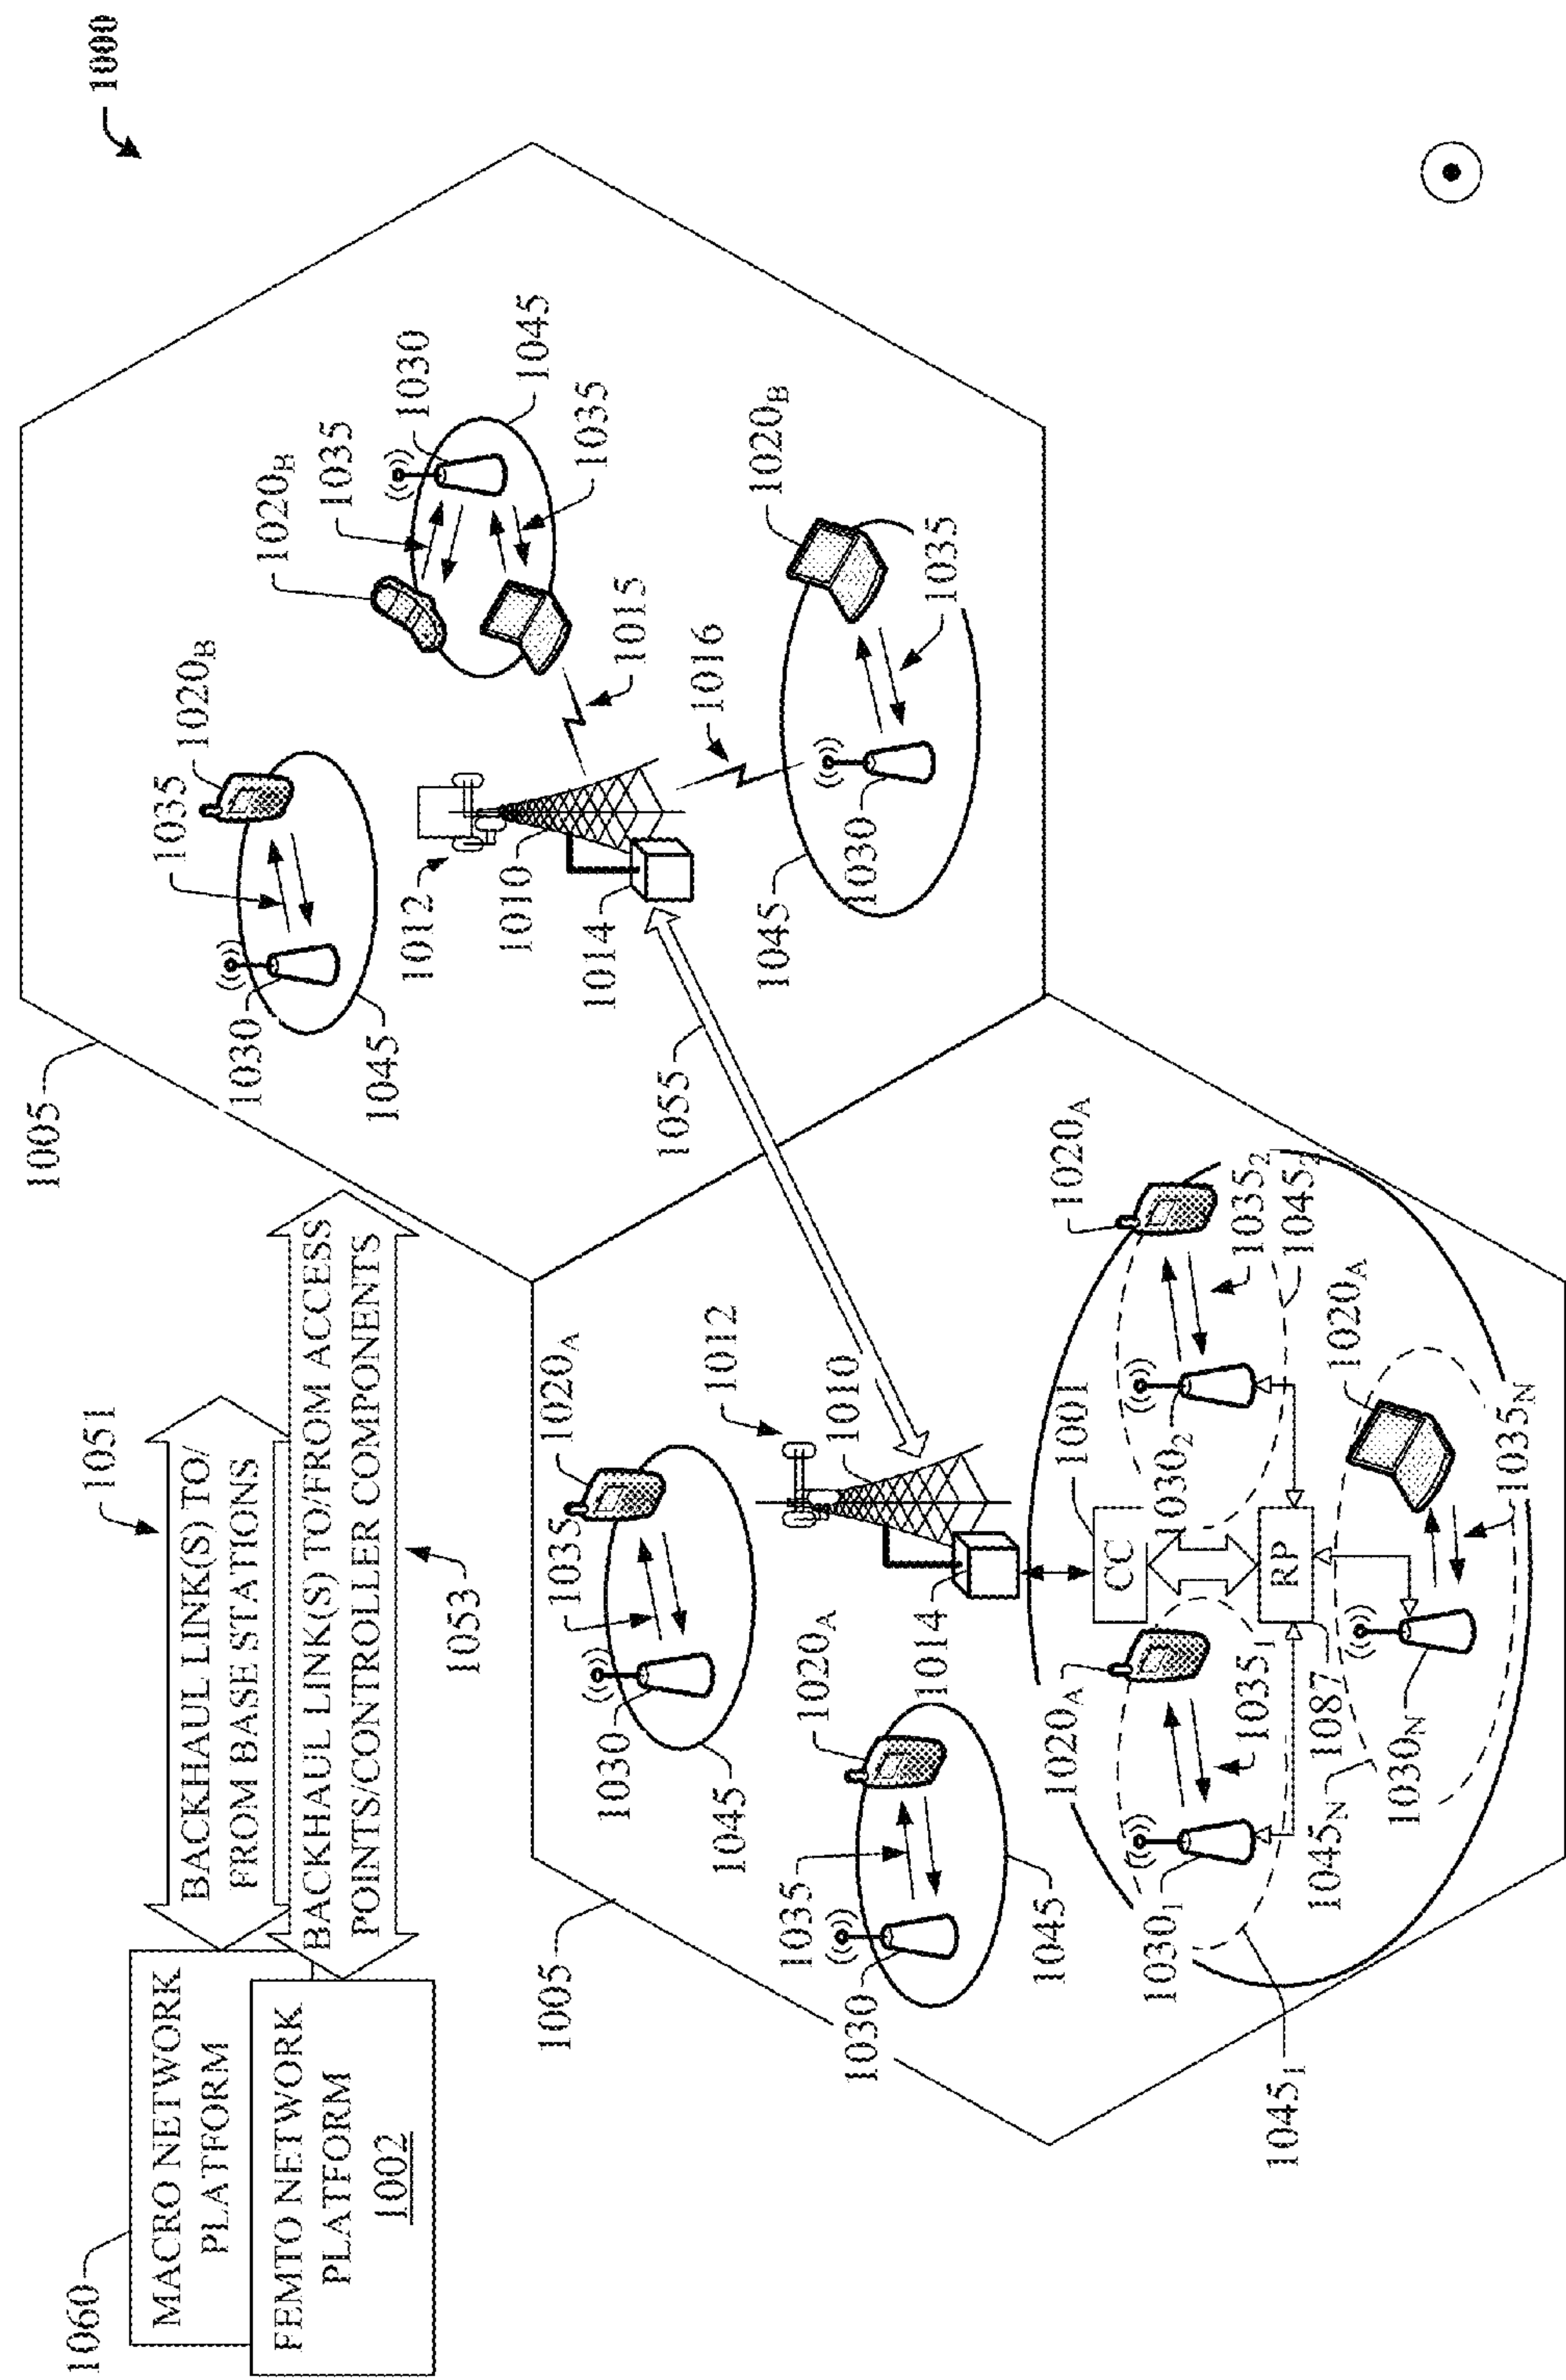 1000
1060
MACRO NETWORK
PLATFORM
FEMTO NETWORK
PLATFORM
1002
BACKHAUL LINK(S) TO/
FROM BASE STATIONS
1051
BACKHAUL LINK(S) TO/FROM ACCESS
POINTS/CONTROLLER COMPONENTS
1053
1005
1030
1035
1020B
1045
1012
1010
1014
1020B
1035
1030
1045
1035
1015
1016
1045
1030
1020B
1035
1055
1005
1030
1035
1020A
1045
1030
1035
1020A
1045
1012
1010
1014
CC
1001
RP
1087
1020A
1035₁
1030₁
1045₁
1020A
1035₂
1045₂
1030₂
1020A
1035N
1030N
1045N